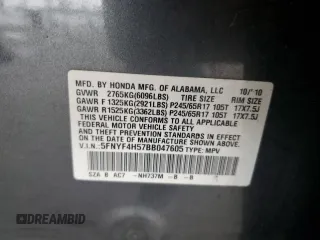 MFD. BY HONDA MFG. OF ALABAMA, LLC 10/'10
GVWR 2765KG(6096LBS) TIRE SIZE RIM SIZE
GAWR F 1325KG(2921LBS) P245/65R17 105T 17X7.5J
GAWR R1525KG(3362LBS) P245/65R17 105T 17X7.5J
THIS VEHICLE CONFORMS TO ALL APPLICABLE FEDERAL MOTOR
VEHICLE SAFETY AND THEFT PREVENTION STANDARDS IN EFFECT
ON THE DATE OF MANUFACTURE SHOWN ABOVE.
V.I.N.:5FNYF4H57BB047605 TYPE: MPV
SZA B AC7 -NH737M -B -B
DREAMBID